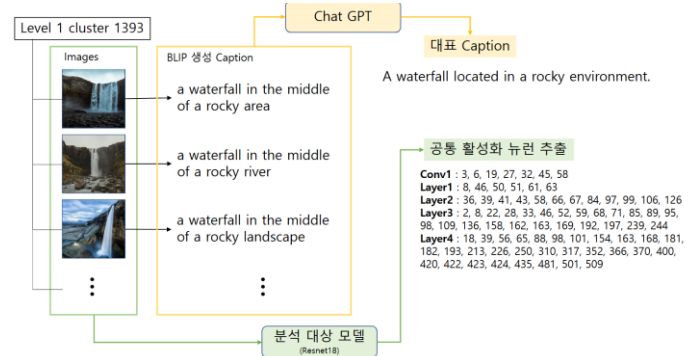 Level 1 cluster 1393
Images
BLIP 생성 Caption
a waterfall in the middle
of a rocky area
a waterfall in the middle
of a rocky river
a waterfall in the middle
of a rocky landscape
Chat GPT
대표 Caption
A waterfall located in a rocky environment.
공통 활성화 뉴런 추출
Conv1 : 3, 6, 19, 27, 32, 45, 58
Layer1 : 8, 46, 50, 51, 61, 63
Layer2 : 36, 39, 41, 43, 58, 66, 67, 84, 97, 99, 106, 126
Layer3 : 2, 8, 22, 28, 33, 46, 52, 59, 68, 71, 85, 89, 95,
98, 109, 136, 158, 162, 163, 169, 192, 197, 239, 244
Layer4 : 18, 39, 56, 65, 88, 98, 101, 154, 163, 168, 181,
182, 193, 213, 226, 250, 310, 317, 352, 366, 370, 400,
420, 422, 423, 424, 435, 481, 501, 509
분석 대상 모델
(Resnet18)